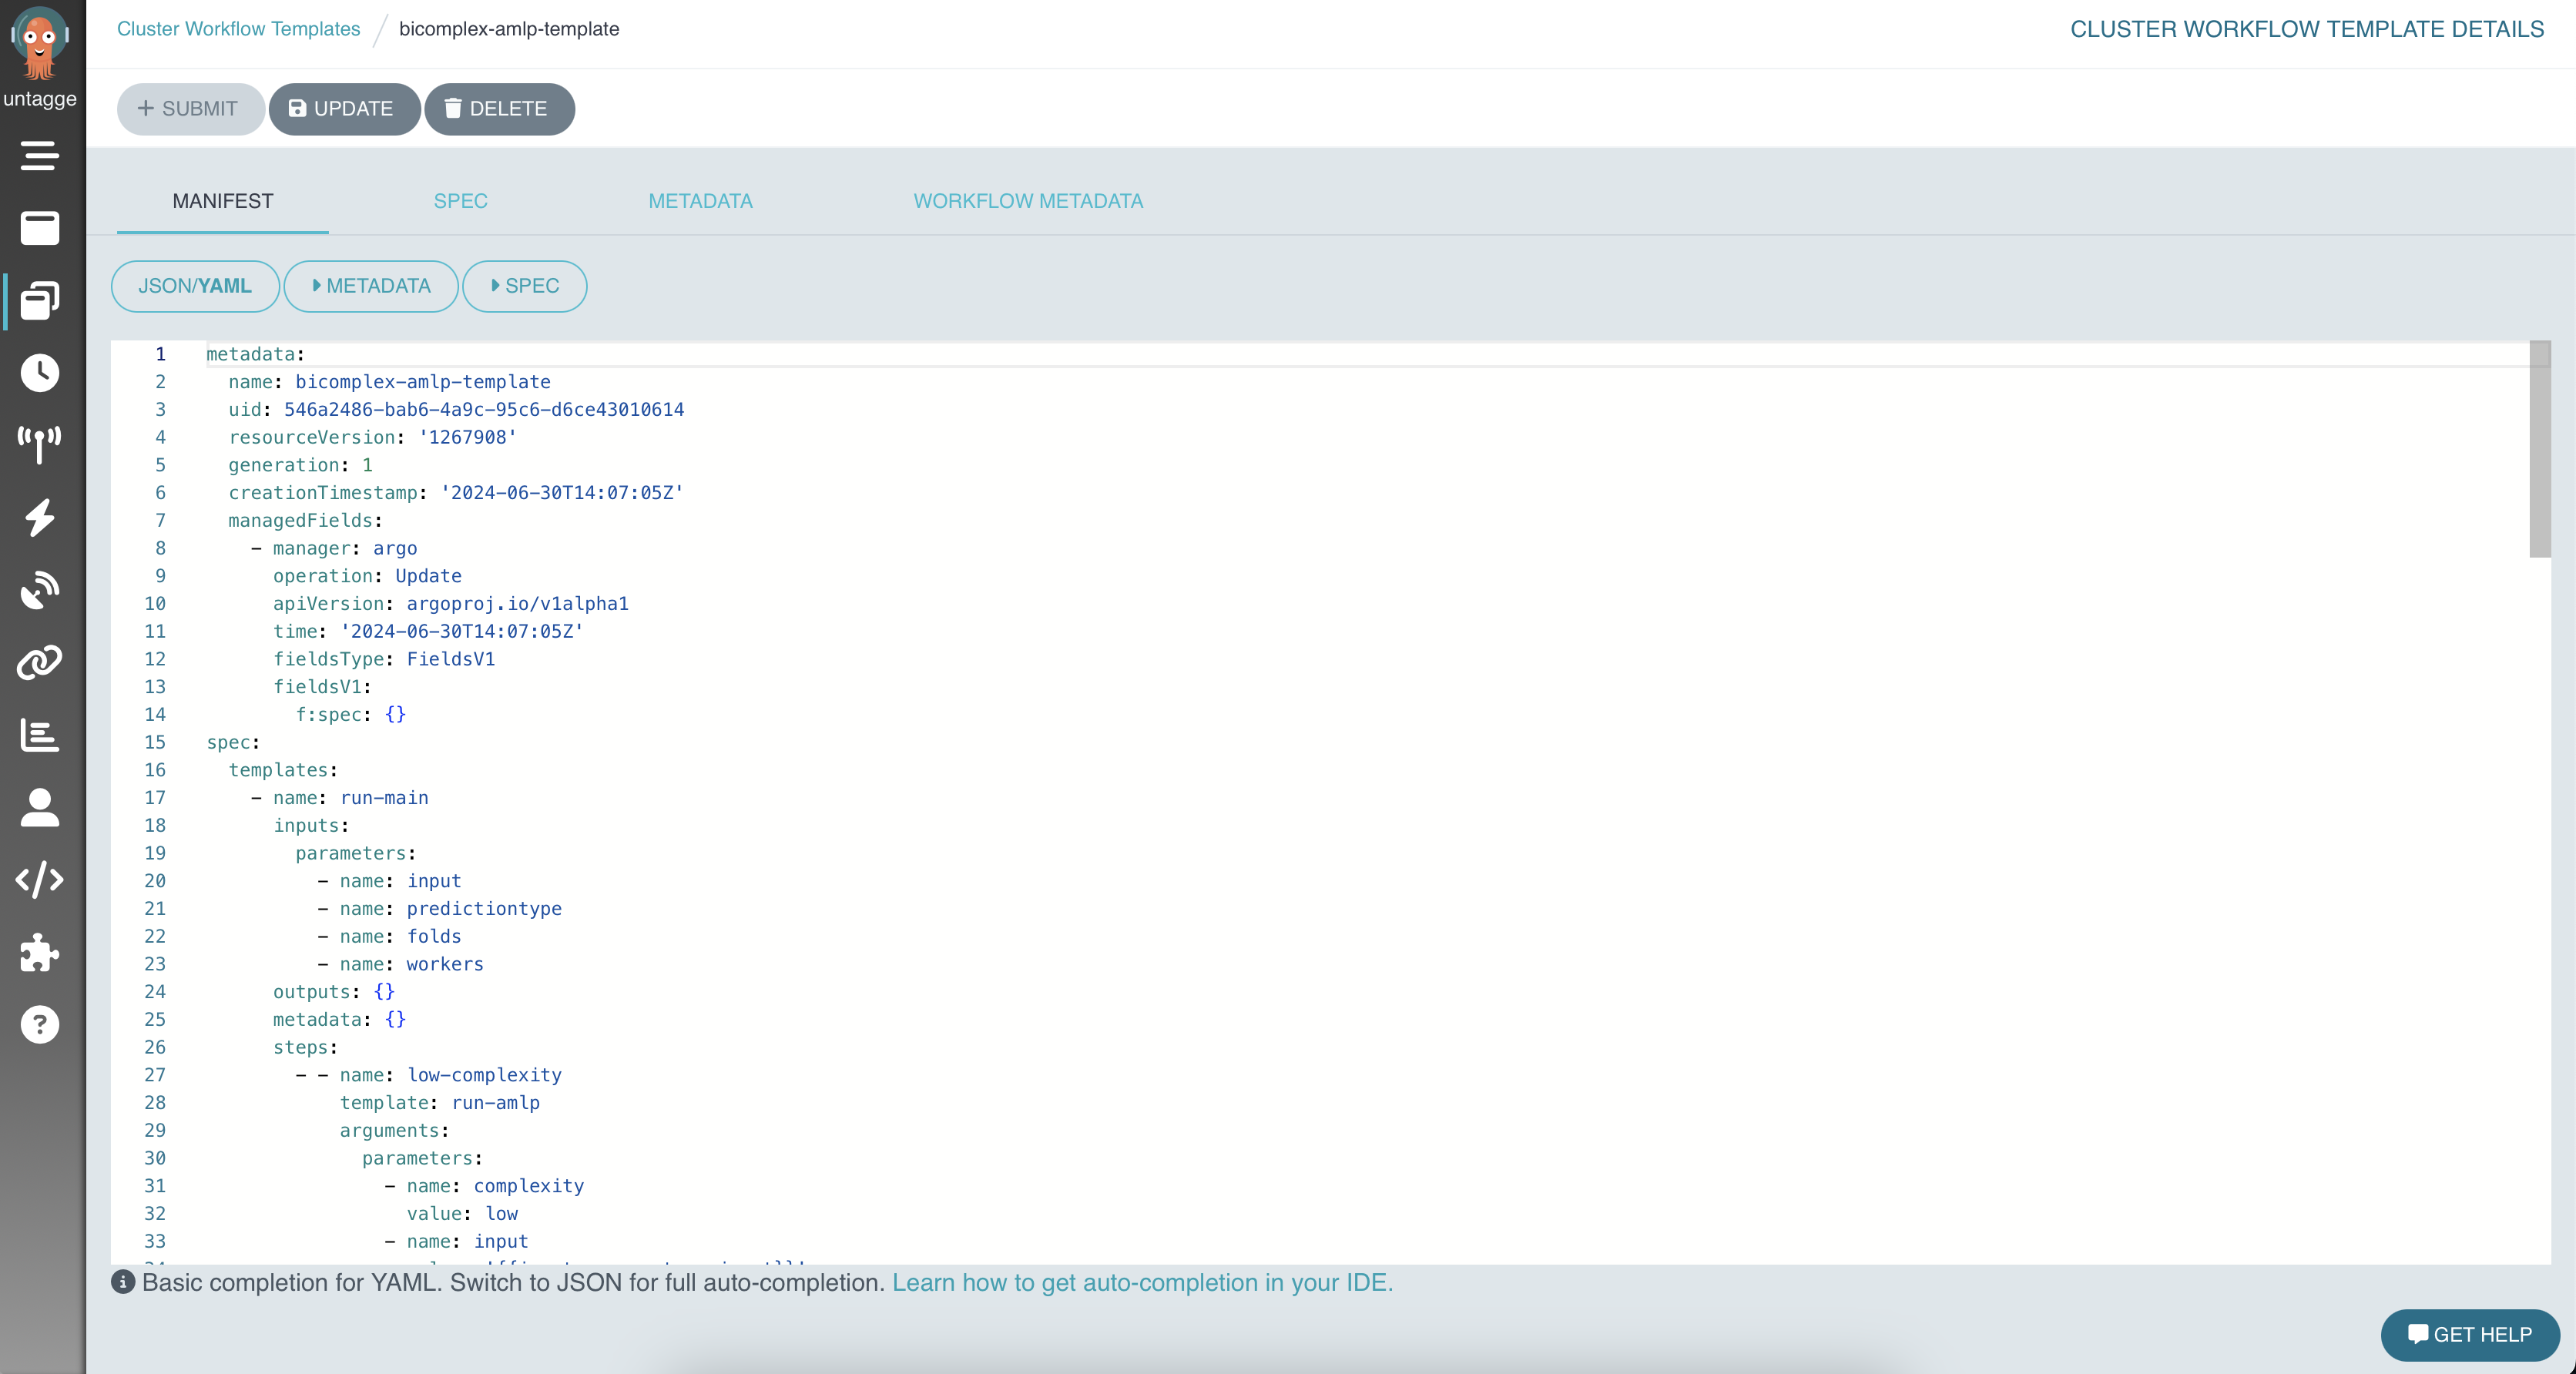 Cluster Workflow Templates / bicomplex-amlp-template
CLUSTER WORKFLOW TEMPLATE DETAILS
untagge
+ SUBMIT
UPDATE
DELETE
MANIFEST
SPEC
METADATA
WORKFLOW METADATA
JSON/YAML
METADATA
SPEC
1 metadata:
2 name: bicomplex-amlp-template
3 uid: 546a2486-bab6-4a9c-95c6-d6ce43010614
4 resourceVersion: '1267908'
5 generation: 1
6 creationTimestamp: '2024-06-30T14:07:05Z'
7 managedFields:
8 - manager: argo
9 operation: Update
10 apiVersion: argoproj.io/v1alpha1
11 time: '2024-06-30T14:07:05Z'
12 fieldsType: FieldsV1
13 fieldsV1:
14 f:spec: {}
15 spec:
16 templates:
17 - name: run-main
18 inputs:
19 parameters:
20 - name: input
21 - name: predictiontype
22 - name: folds
23 - name: workers
24 outputs: {}
25 metadata: {}
26 steps:
27 - - name: low-complexity
28 template: run-amlp
29 arguments:
30 parameters:
31 - name: complexity
32 value: low
33 - name: input
Basic completion for YAML. Switch to JSON for full auto-completion. Learn how to get auto-completion in your IDE.
GET HELP